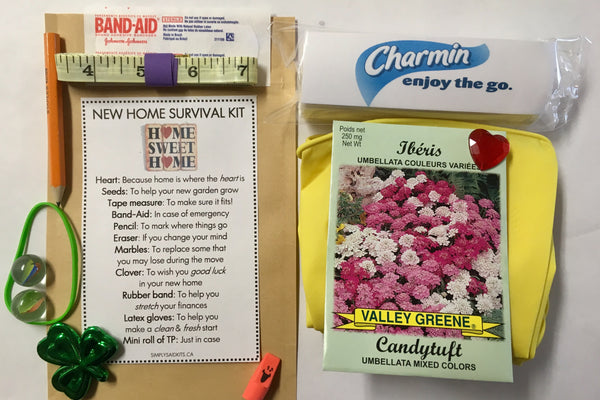 BAND-AID
Johnson & Johnson
STERILE
4 5 6 7
NEW HOME SURVIVAL KIT
HOME
SWEET
HOME
Heart: Because home is where the heart is
Seeds: To help your new garden grow
Tape measure: To make sure it fits!
Band-Aid: In case of emergency
Pencil: To mark where things go
Eraser: If you change your mind
Marbles: To replace some that
you may lose during the move
Clover: To wish you good luck
in your new home
Rubber band: To help you
stretch your finances
Latex gloves: To help you
make a clean & fresh start
Mini roll of TP: Just in case
SIMPLYSAIDKITS.CA
Charmin
enjoy the go.
Poids net
250 mg
Net Wt
Ibéris
UMBELLATA COULEURS VARIÉE
VALLEY GREENE
Candytuft
UMBELLATA MIXED COLORS